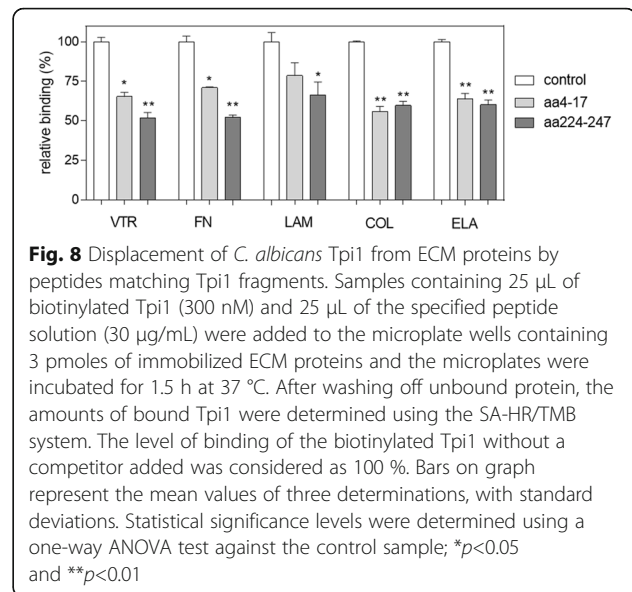 relative binding (%)
100
75
50
25
0
* ** * ** * ** ** ** **
VTR FN LAM COL ELA
control
aa4-17
aa224-247
Fig. 8 Displacement of C. albicans Tpi1 from ECM proteins by
peptides matching Tpi1 fragments. Samples containing 25 μL of
biotinylated Tpi1 (300 nM) and 25 μL of the specified peptide
solution (30 μg/mL) were added to the microplate wells containing
3 pmoles of immobilized ECM proteins and the microplates were
incubated for 1.5 h at 37 °C. After washing off unbound protein, the
amounts of bound Tpi1 were determined using the SA-HR/TMB
system. The level of binding of the biotinylated Tpi1 without a
competitor added was considered as 100 %. Bars on graph
represent the mean values of three determinations, with standard
deviations. Statistical significance levels were determined using a
one-way ANOVA test against the control sample; *p<0.05
and **p<0.01